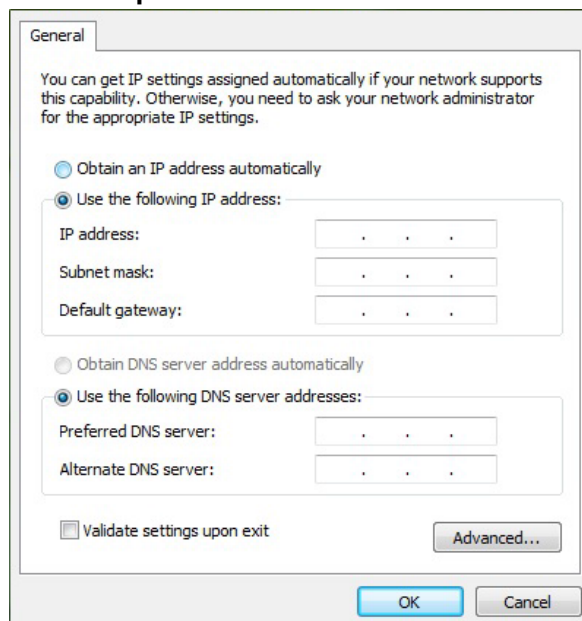 General
You can get IP settings assigned automatically if your network supports
this capability. Otherwise, you need to ask your network administrator
for the appropriate IP settings.
Obtain an IP address automatically
Use the following IP address:
IP address:
Subnet mask:
Default gateway:
Obtain DNS server address automatically
Use the following DNS server addresses:
Preferred DNS server:
Alternate DNS server:
Validate settings upon exit
Advanced...
OK
Cancel